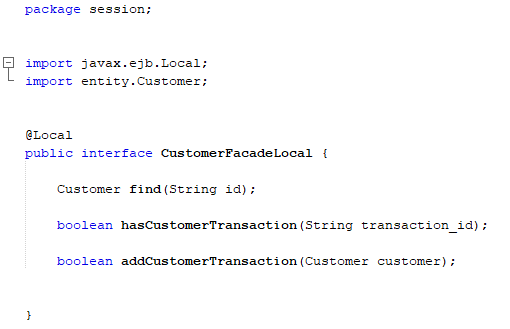 package session;
import javax.ejb.Local;
import entity.Customer;
@Local
public interface CustomerFacadeLocal {
Customer find(String id);
boolean hasCustomerTransaction(String transaction_id);
boolean addCustomerTransaction(Customer customer);
}